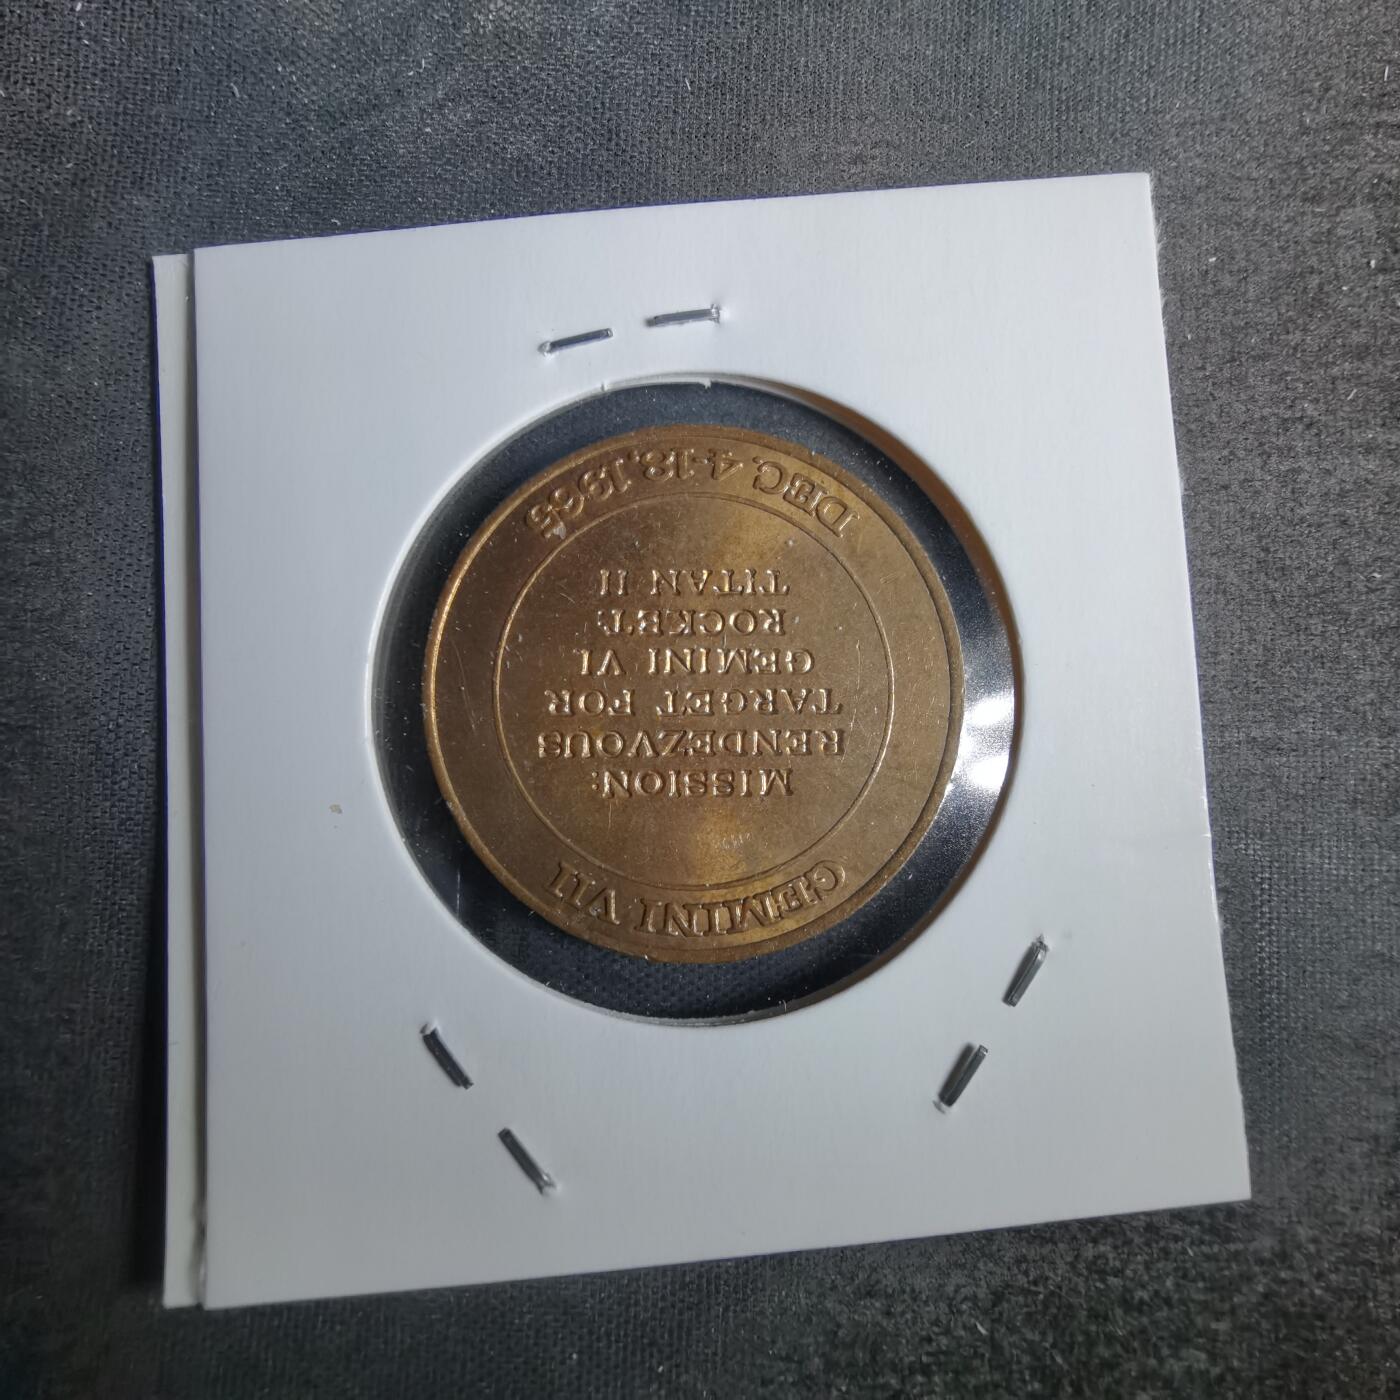 GEMINI VII
MISSION:
RENDEZVOUS
TARGET FOR
GEMINI VI
ROCKET:
TITAN II
DEC. 4-18, 1965